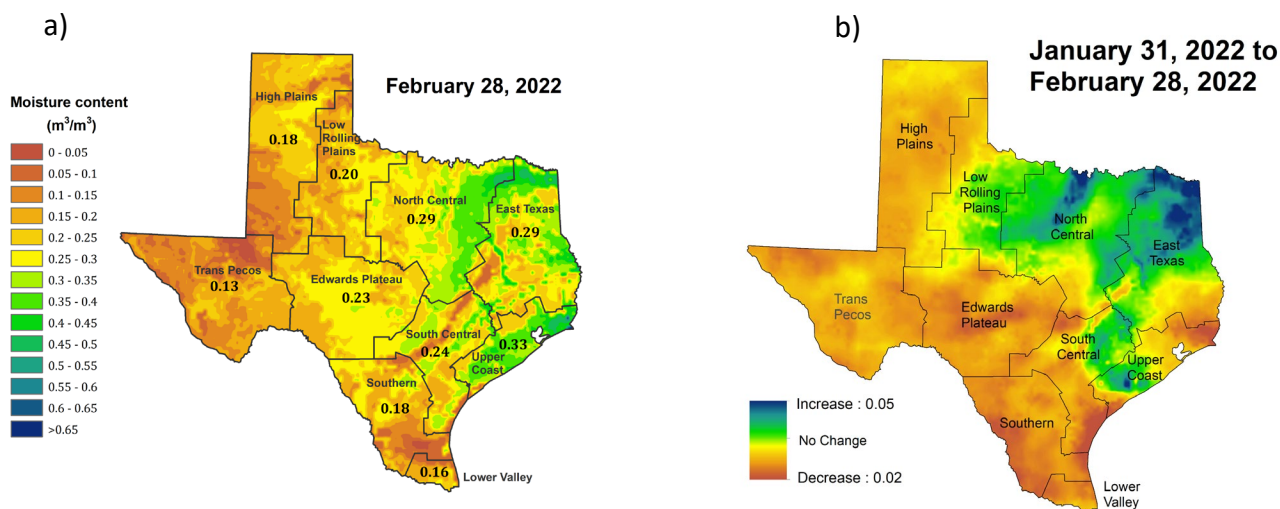 a)
February 28, 2022
Moisture content
(m³/m³)
0 - 0.05
0.05 - 0.1
0.1 - 0.15
0.15 - 0.2
0.2 - 0.25
0.25 - 0.3
0.3 - 0.35
0.35 - 0.4
0.4 - 0.45
0.45 - 0.5
0.5 - 0.55
0.55 - 0.6
0.6 - 0.65
>0.65
High Plains
0.18
Low
Rolling
Plains
0.20
North Central
0.29
East Texas
0.29
Trans Pecos
0.13
Edwards Plateau
0.23
South Central
0.24
Upper
Coast
0.33
Southern
0.18
0.16
Lower Valley
b)
January 31, 2022 to
February 28, 2022
High
Plains
Low
Rolling
Plains
North
Central
East
Texas
Trans
Pecos
Edwards
Plateau
South
Central
Upper
Coast
Southern
Lower
Valley
Increase : 0.05
No Change
Decrease : 0.02